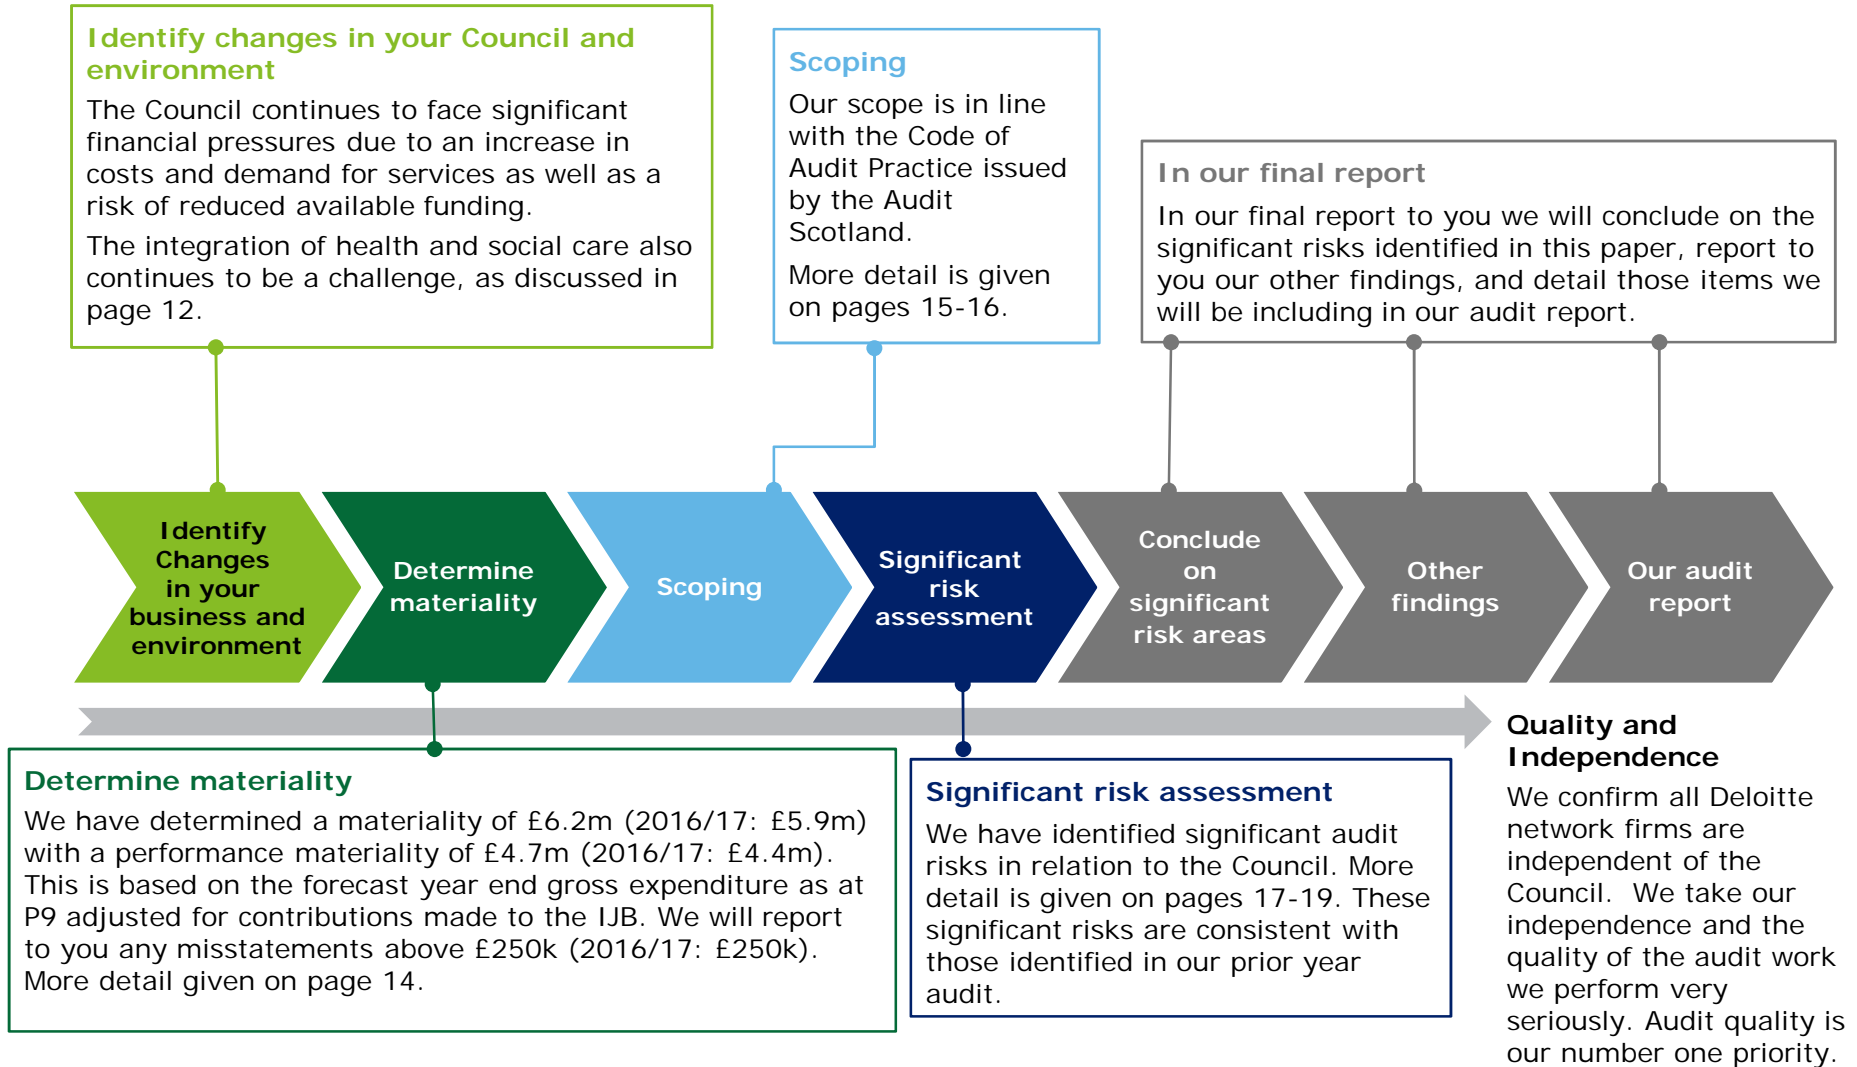 Identify changes in your Council and
environment
The Council continues to face significant
financial pressures due to an increase in
costs and demand for services as well as a
risk of reduced available funding.
The integration of health and social care also
continues to be a challenge, as discussed in
page 12.
Scoping
Our scope is in line
with the Code of
Audit Practice issued
by the Audit
Scotland.
More detail is given
on pages 15-16.
In our final report
In our final report to you we will conclude on the
significant risks identified in this paper, report to
you our other findings, and detail those items we
will be including in our audit report.
Identify
Changes
in your
business and
environment
Determine
materiality
Scoping
Significant
risk
assessment
Conclude
on
significant
risk areas
Other
findings
Our audit
report
Determine materiality
We have determined a materiality of £6.2m (2016/17: £5.9m)
with a performance materiality of £4.7m (2016/17: £4.4m).
This is based on the forecast year end gross expenditure as at
P9 adjusted for contributions made to the IJB. We will report
to you any misstatements above £250k (2016/17: £250k).
More detail given on page 14.
Significant risk assessment
We have identified significant audit
risks in relation to the Council. More
detail is given on pages 17-19. These
significant risks are consistent with
those identified in our prior year
audit.
Quality and
Independence
We confirm all Deloitte
network firms are
independent of the
Council.  We take our
independence and the
quality of the audit work
we perform very
seriously. Audit quality is
our number one priority.